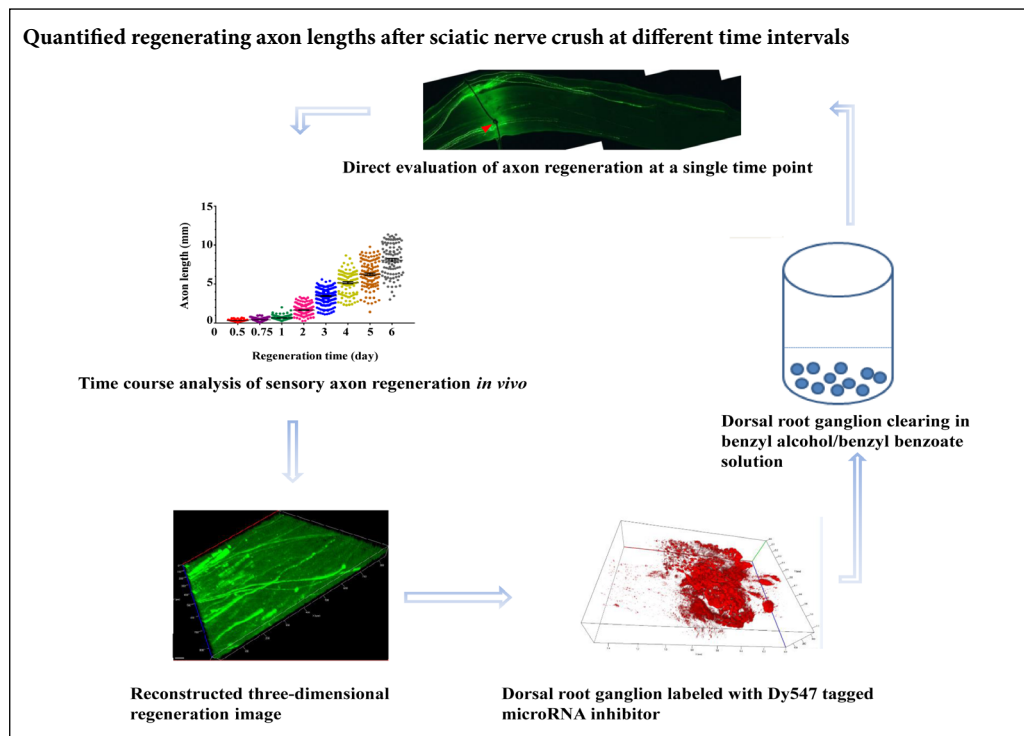 Quantified regenerating axon lengths after sciatic nerve crush at different time intervals
Direct evaluation of axon regeneration at a single time point
15
10
5
0
Axon length (mm)
0 0.5 0.75 1 2 3 4 5 6
Regeneration time (day)
Time course analysis of sensory axon regeneration in vivo
Dorsal root ganglion clearing in
benzyl alcohol/benzyl benzoate
solution
Reconstructed three-dimensional
regeneration image
Dorsal root ganglion labeled with Dy547 tagged
microRNA inhibitor